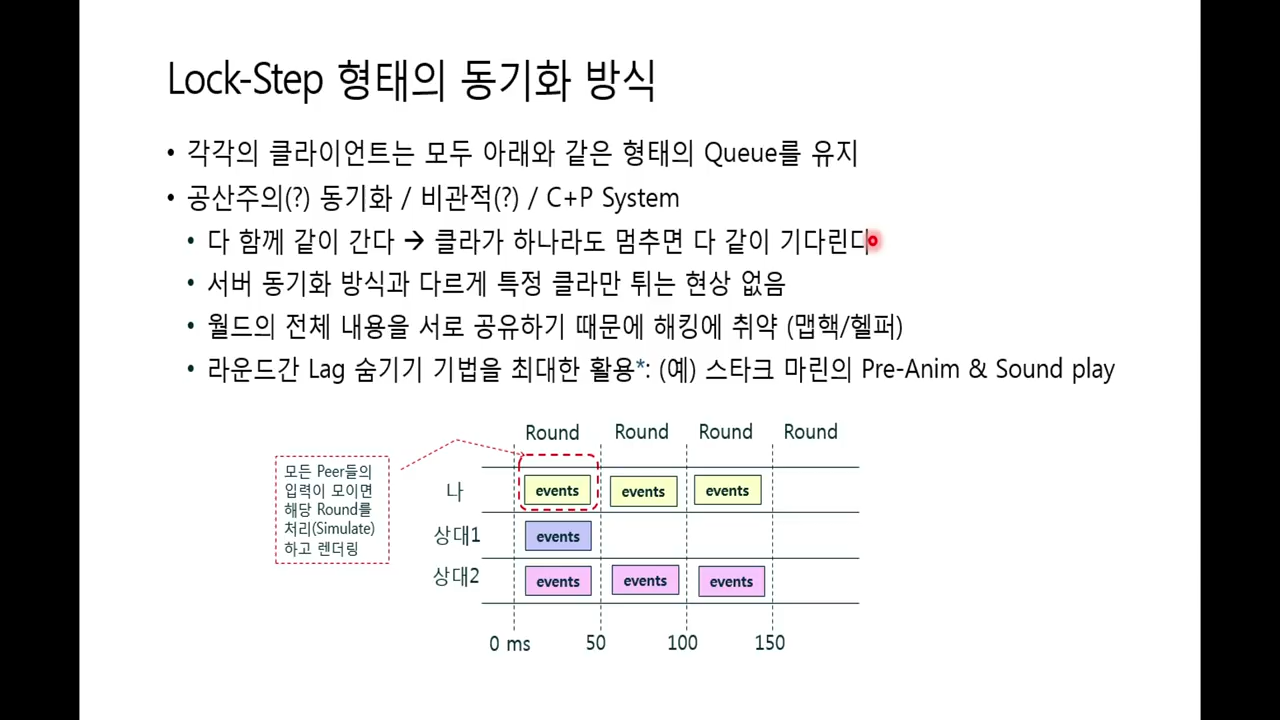 Lock-Step 형태의 동기화 방식
• 각각의 클라이언트는 모두 아래와 같은 형태의 Queue를 유지
• 공산주의(?) 동기화 / 비관적(?) / C+P System
• 다 함께 같이 간다 → 클라가 하나라도 멈추면 다 같이 기다린다
• 서버 동기화 방식과 다르게 특정 클라만 튀는 현상 없음
• 월드의 전체 내용을 서로 공유하기 때문에 해킹에 취약 (맵핵/헬퍼)
• 라운드간 Lag 숨기기 기법을 최대한 활용*: (예) 스타크 마린의 Pre-Anim & Sound play
Round Round Round Round
모든 Peer들의
입력이 모이면
해당 Round를
처리(Simulate)
하고 렌더링
나 events events events
상대1 events
상대2 events events events
0 ms 50 100 150